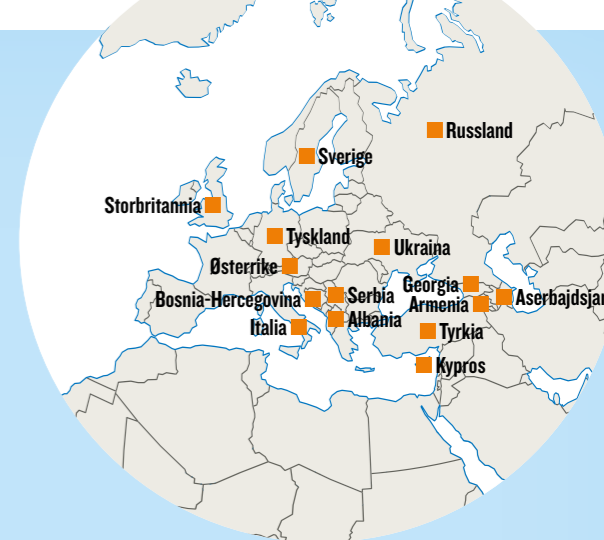 Russland
Sverige
Storbritannia
Tyskland
Ukraina
Østerrike
Georgia
Bosnia-Hercegovina
Serbia
Armenia
Aserbajdsjan
Italia
Albania
Tyrkia
Kypros